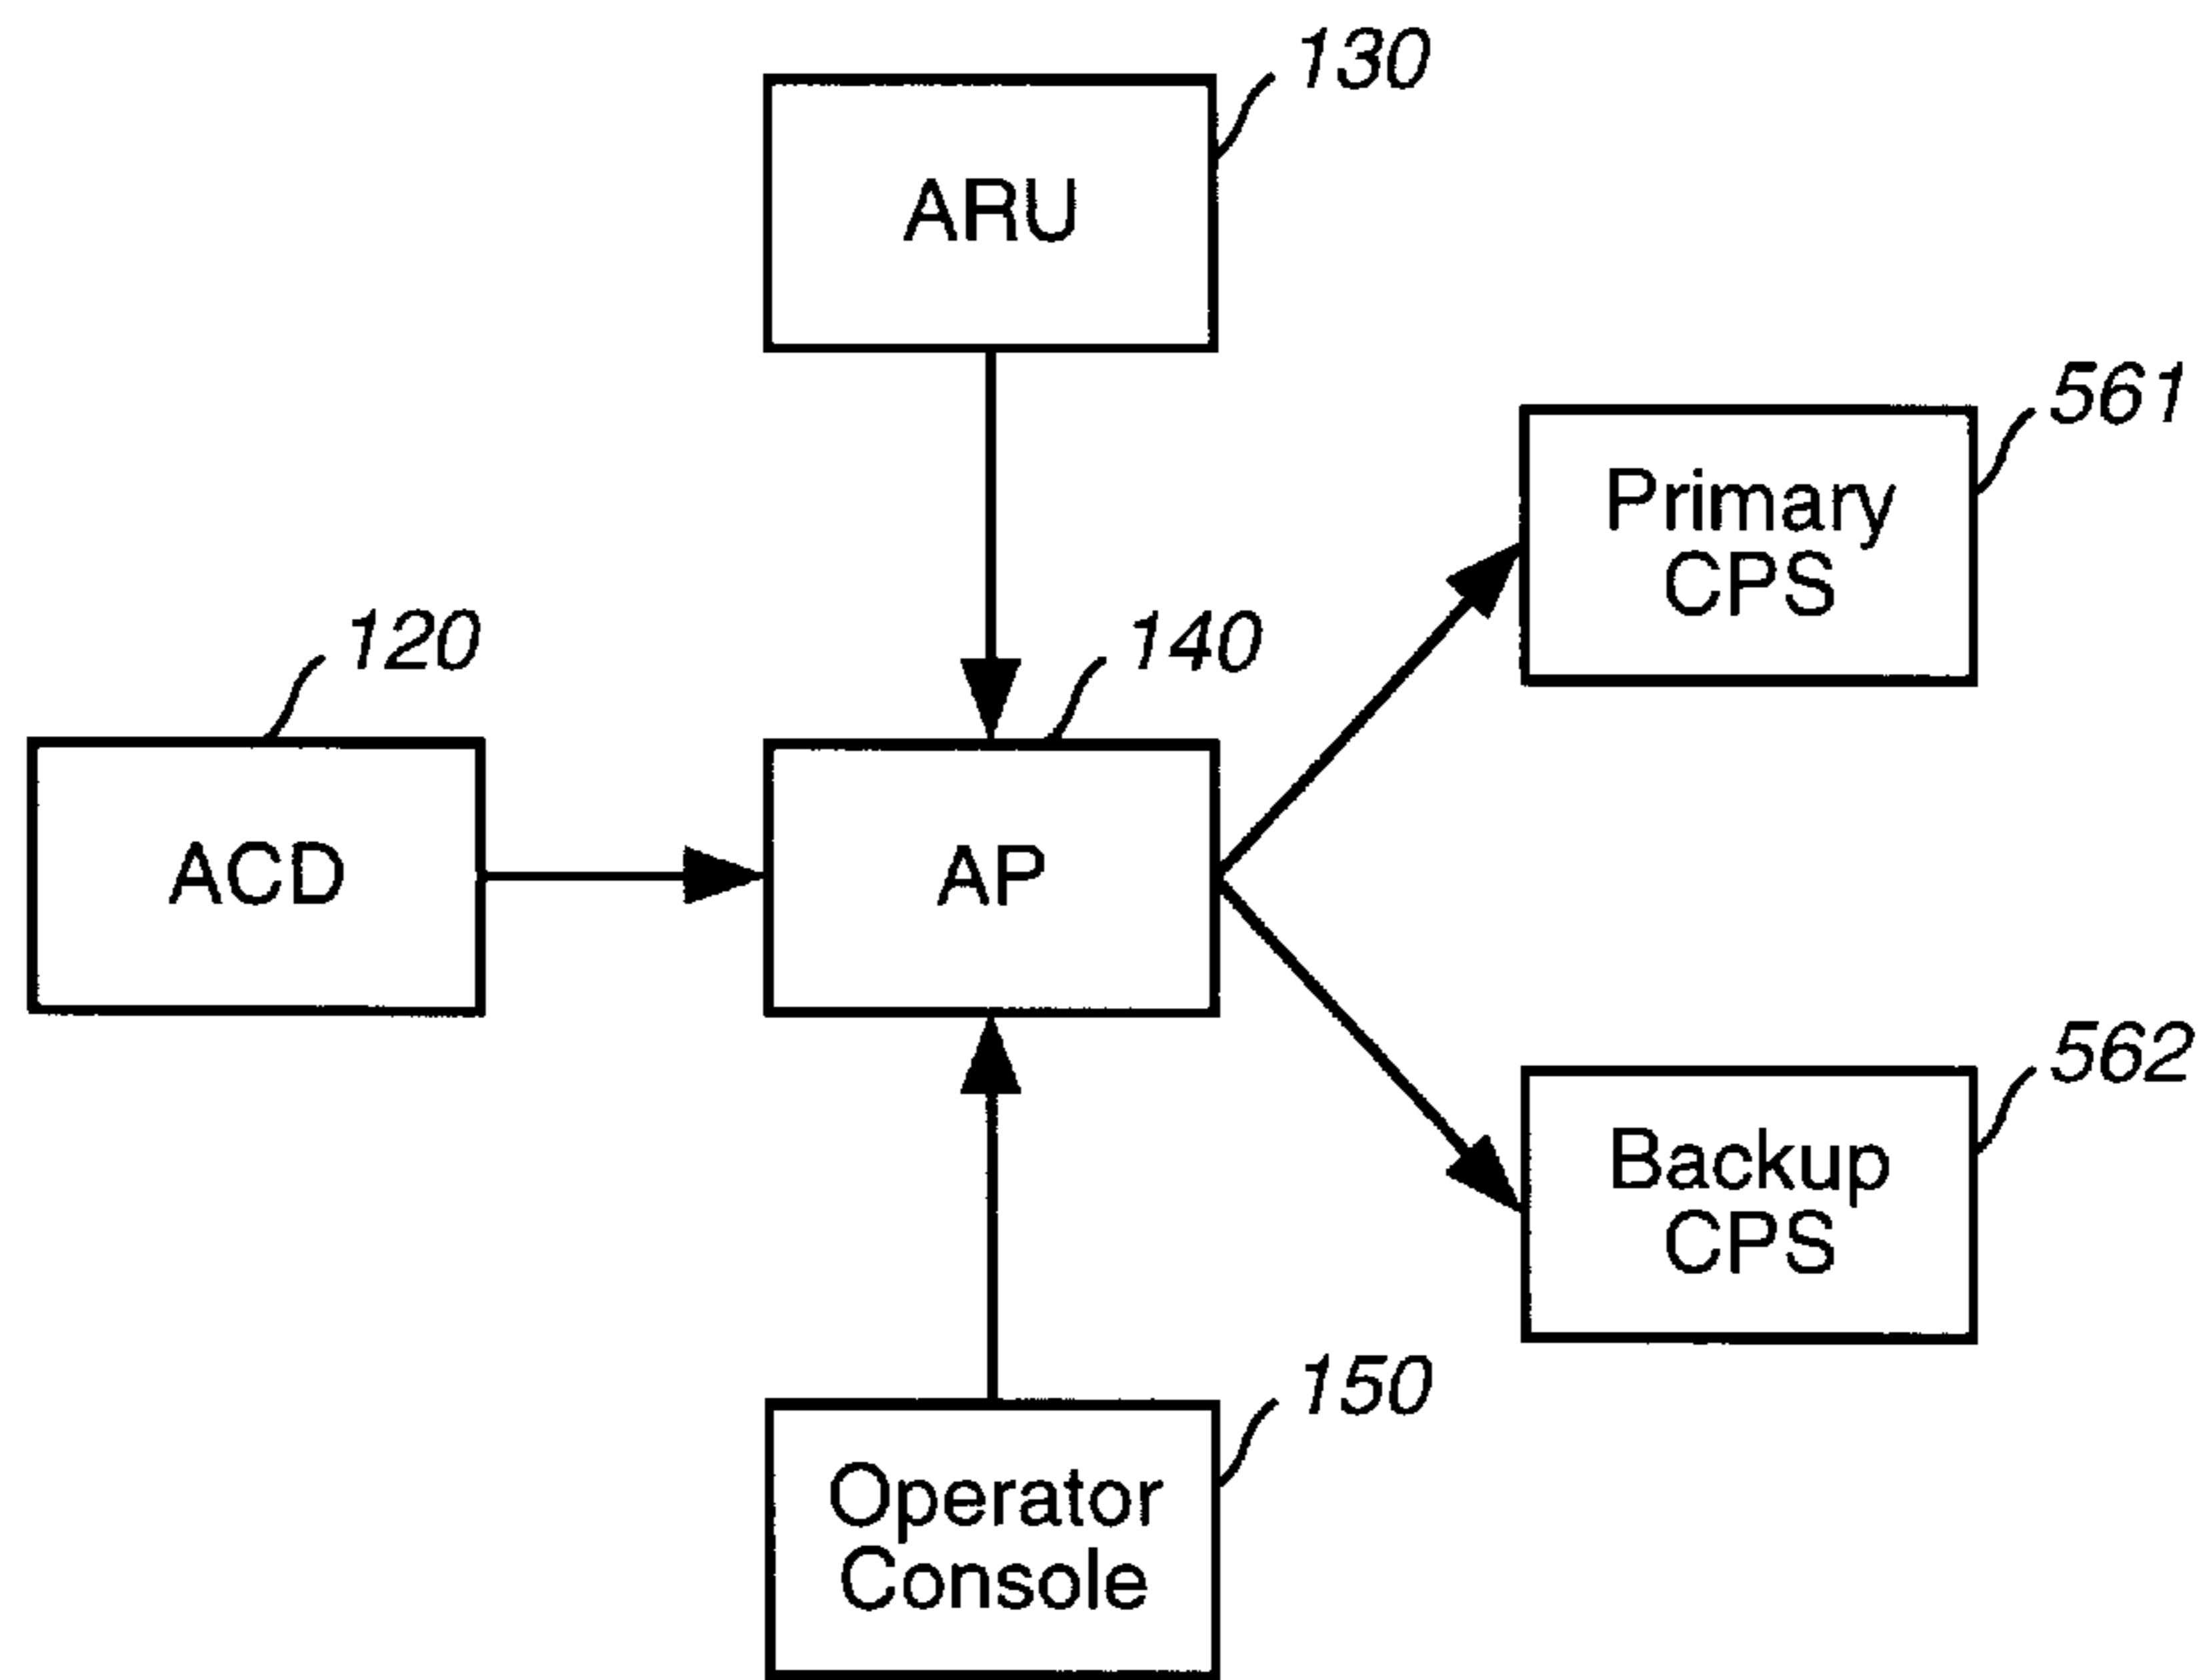 130
ARU
561
Primary
CPS
120
140
ACD
AP
562
Backup
CPS
150
Operator
Console